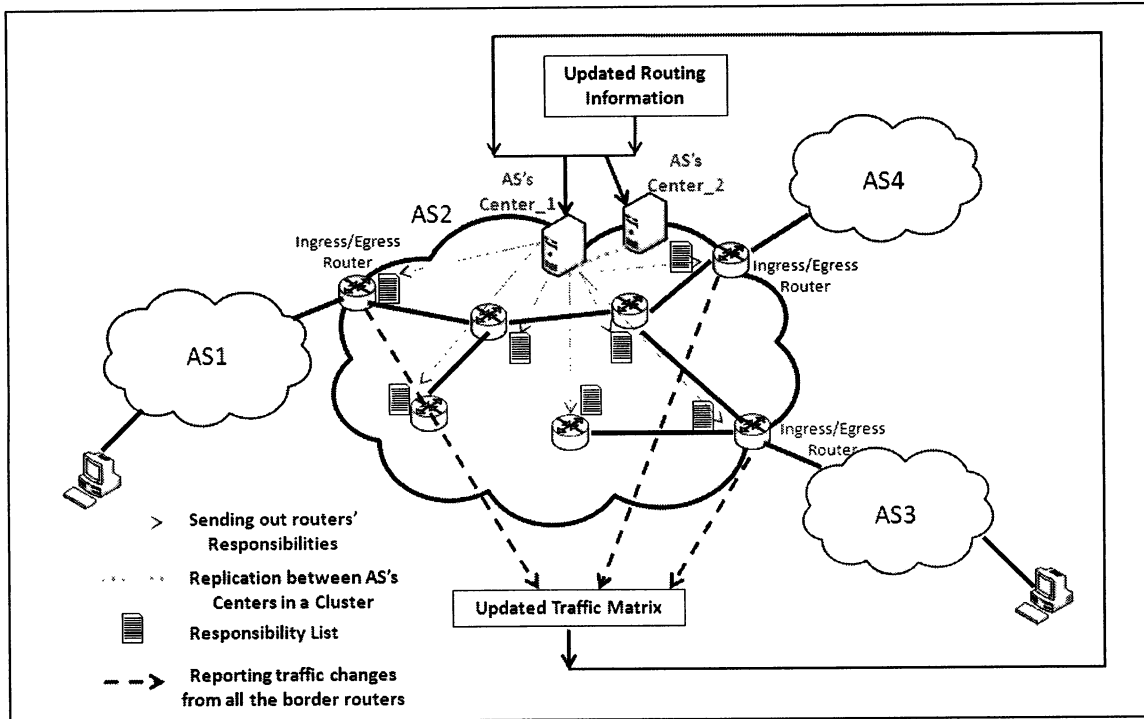 Updated Routing
Information
AS's
Center_1
AS's
Center_2
AS4
AS2
Ingress/Egress
Router
Ingress/Egress
Router
AS1
Ingress/Egress
Router
AS3
Sending out routers'
Responsibilities
Replication between AS's
Centers in a Cluster
Responsibility List
Reporting traffic changes
from all the border routers
Updated Traffic Matrix